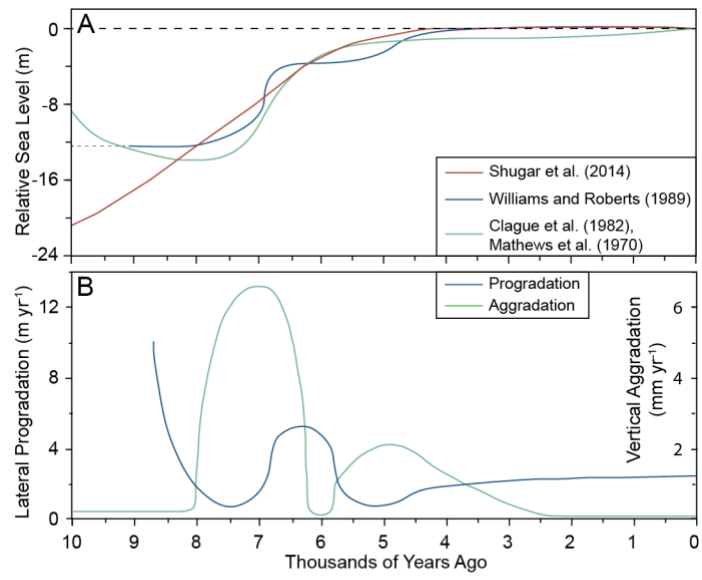 A
0
-8
-16
-24
Relative Sea Level (m)
Shugar et al. (2014)
Williams and Roberts (1989)
Clague et al. (1982),
Mathews et al. (1970)
B
Progradation
Aggradation
12
8
4
0
Lateral Progradation (m yr⁻¹)
6
4
2
Vertical Aggradation
(mm yr⁻¹)
10 9 8 7 6 5 4 3 2 1 0
Thousands of Years Ago